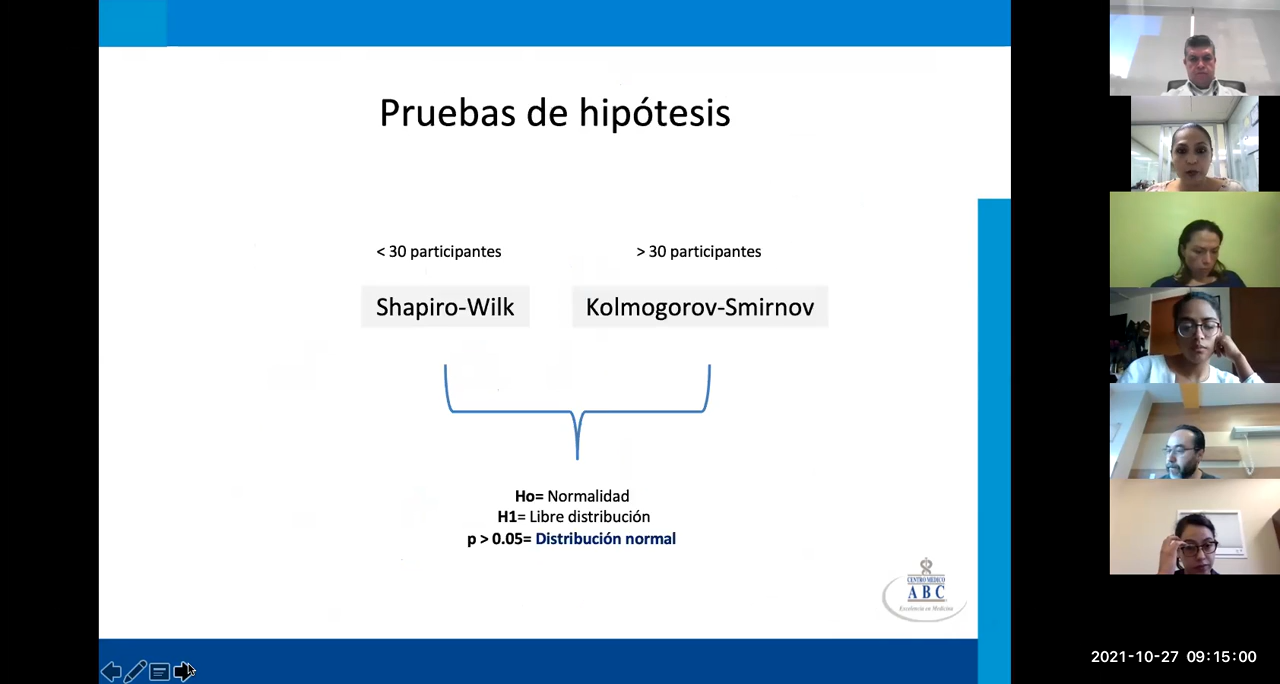 Pruebas de hipótesis
< 30 participantes
> 30 participantes
Shapiro-Wilk
Kolmogorov-Smirnov
Ho= Normalidad
H1= Libre distribución
p > 0.05= Distribución normal
CENTRO MEDICO
ABC
Excelencia en Medicina
2021-10-27 09:15:00